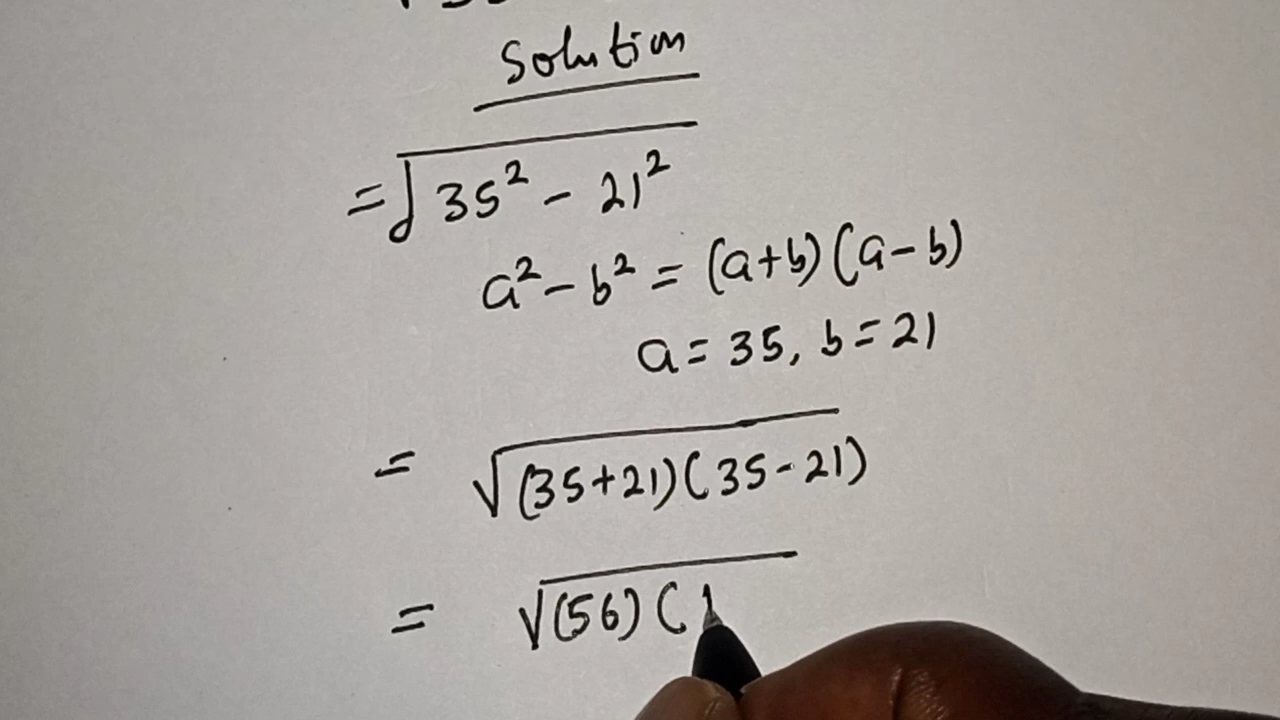 Solution
= √35² - 21²
a² - b² = (a+b)(a-b)
a = 35, b = 21
= √(35+21)(35-21)
= √(56)(1